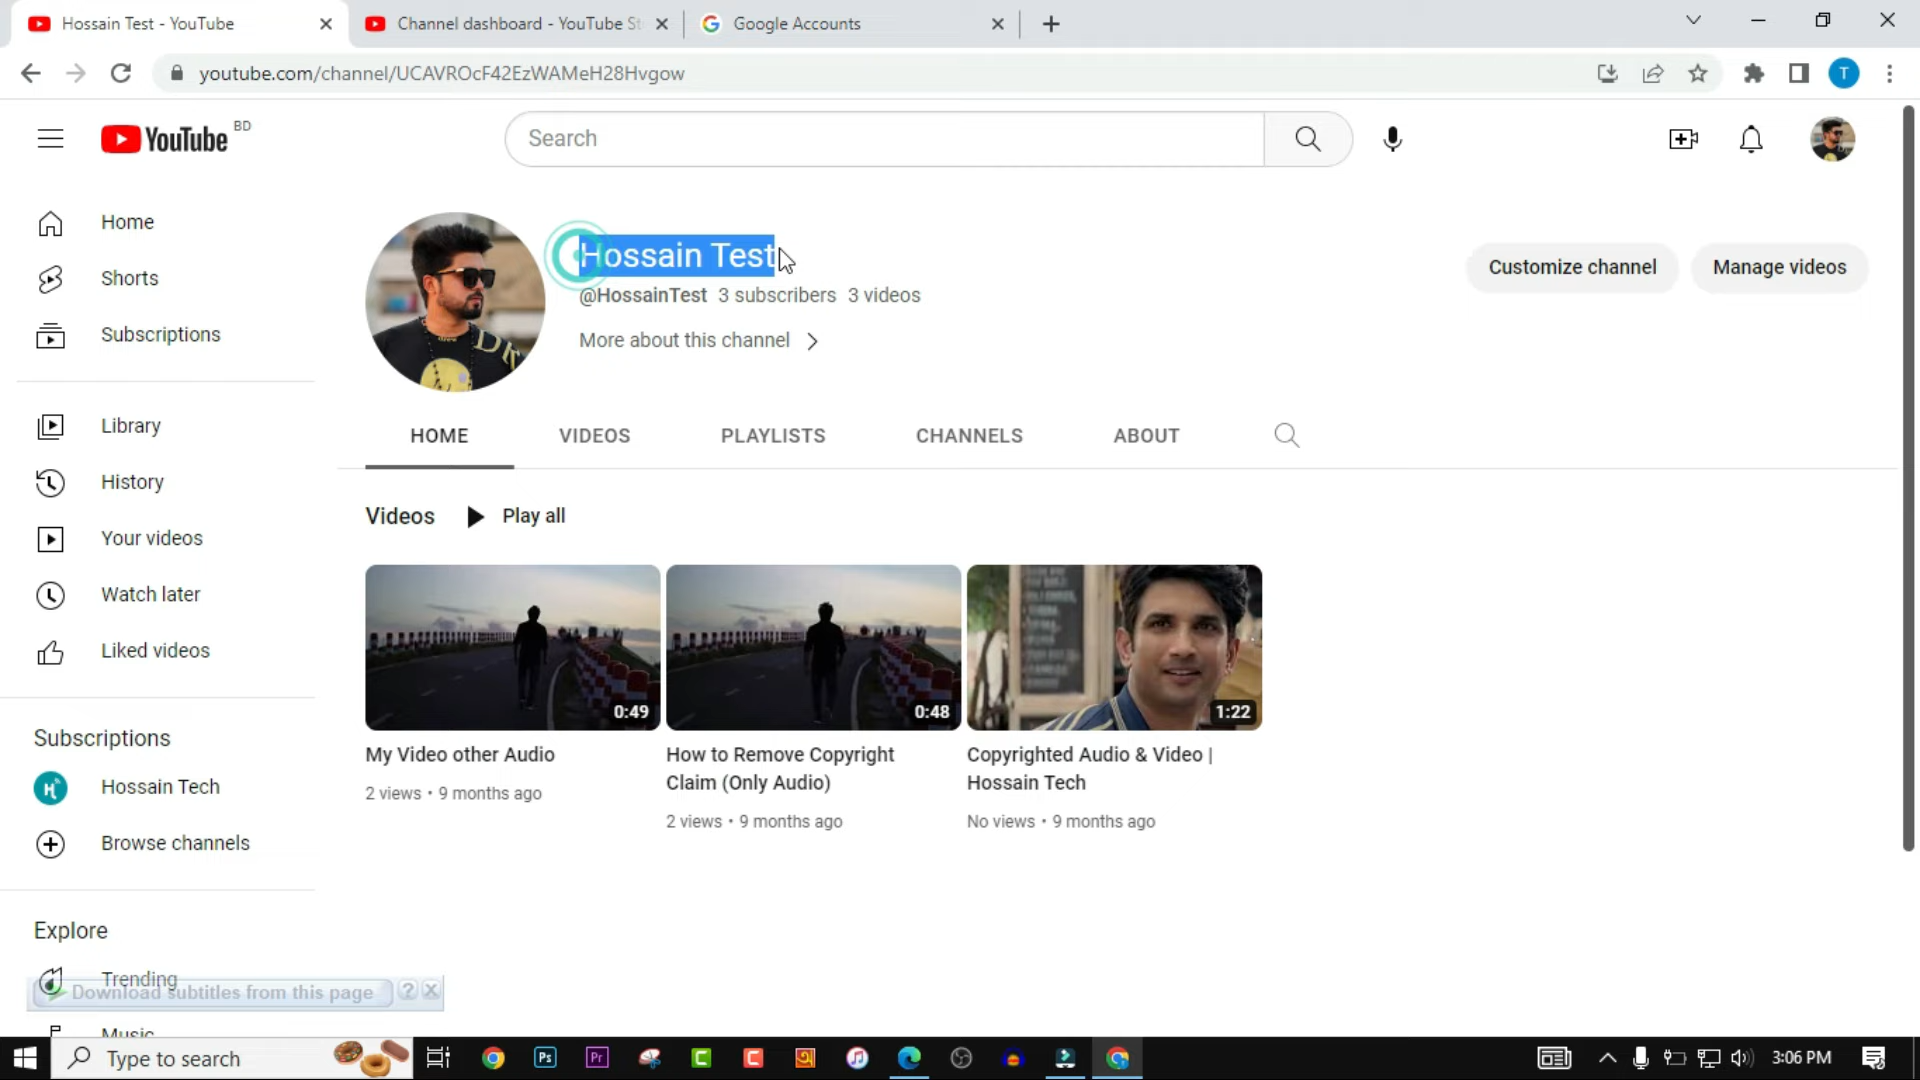 Hossain Test - YouTube
Channel dashboard - YouTube St
Google Accounts
youtube.com/channel/UCAVROcF42EzWAMeH28Hvgow
T
YouTube BD
Search
Home
Shorts
Subscriptions
Library
History
Your videos
Watch later
Liked videos
Subscriptions
Hossain Tech
Browse channels
Explore
Trending
Download subtitles from this page
?
Music
Hossain Test
@HossainTest 3 subscribers 3 videos
More about this channel
Customize channel
Manage videos
HOME
VIDEOS
PLAYLISTS
CHANNELS
ABOUT
Videos
Play all
0:49
0:48
1:22
My Video other Audio
2 views • 9 months ago
How to Remove Copyright
Claim (Only Audio)
2 views • 9 months ago
Copyrighted Audio & Video |
Hossain Tech
No views • 9 months ago
Type to search
Ps
Pr
C
C
3:06 PM